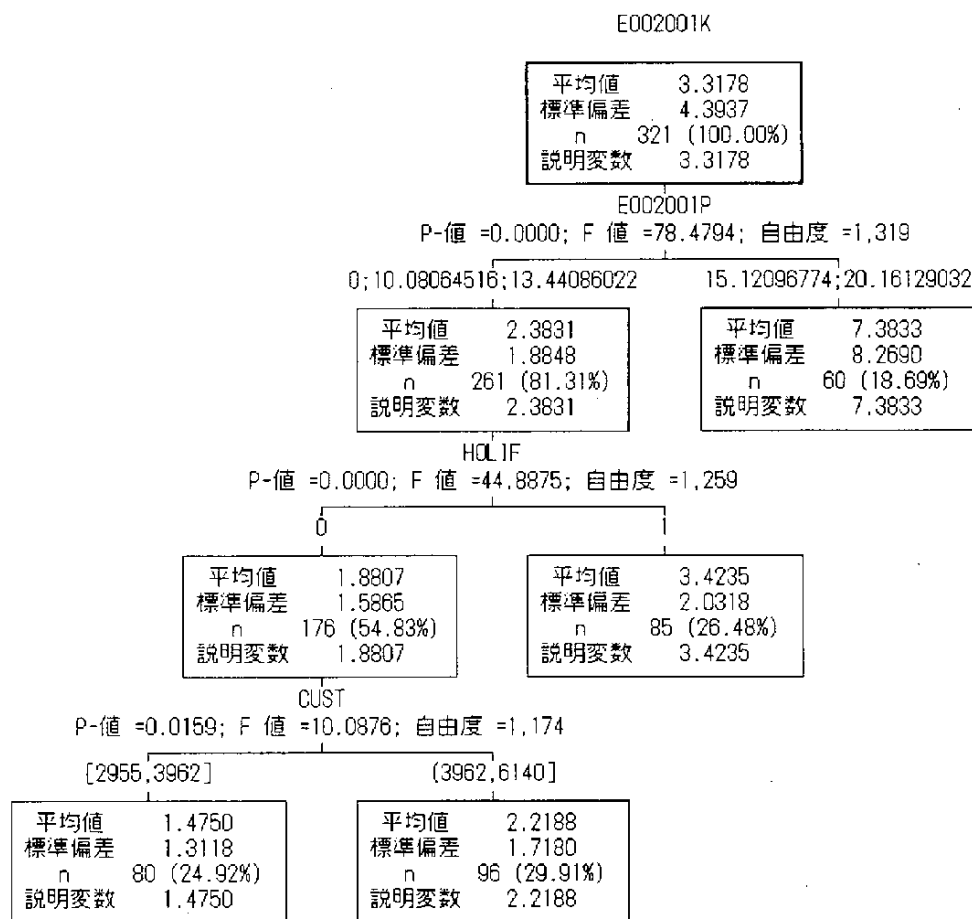 E002001K
平均値 3.3178
標準偏差 4.3937
n 321 (100.00%)
説明変数 3.3178
E002001P
P-値 =0.0000; F 値 =78.4794; 自由度 =1,319
0;10.08064516;13.44086022
15.12096774;20.16129032
平均値 2.3831
標準偏差 1.8848
n 261 (81.31%)
説明変数 2.3831
平均値 7.3833
標準偏差 8.2690
n 60 (18.69%)
説明変数 7.3833
HOLIF
P-値 =0.0000; F 値 =44.8875; 自由度 =1,259
0
1
平均値 1.8807
標準偏差 1.5865
n 176 (54.83%)
説明変数 1.8807
平均値 3.4235
標準偏差 2.0318
n 85 (26.48%)
説明変数 3.4235
CUST
P-値 =0.0159; F 値 =10.0876; 自由度 =1,174
[2955,3962]
(3962,6140]
平均値 1.4750
標準偏差 1.3118
n 80 (24.92%)
説明変数 1.4750
平均値 2.2188
標準偏差 1.7180
n 96 (29.91%)
説明変数 2.2188